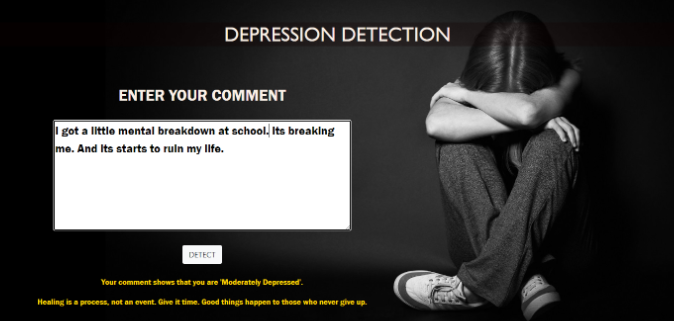 DEPRESSION DETECTION
ENTER YOUR COMMENT
I got a little mental breakdown at school. Its breaking
me. And Its starts to ruin my life.
DETECT
Your comment shows that you are 'Moderately Depressed'.
Healing is a process, not an event. Give it time. Good things happen to those who never give up.